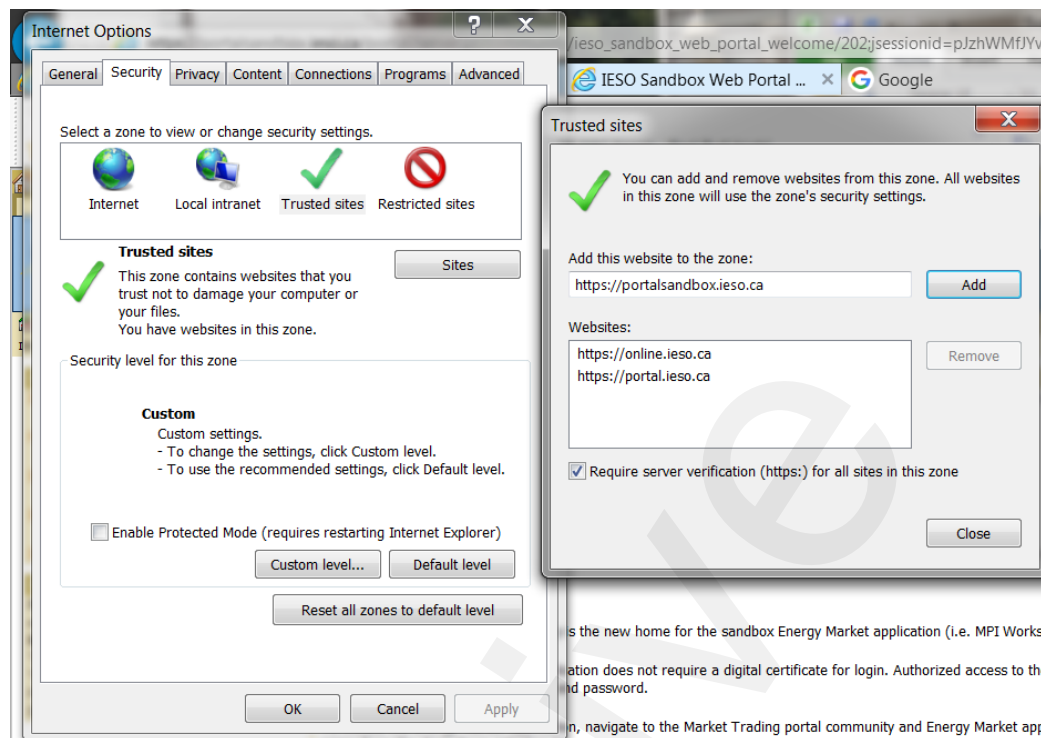 Internet Options
General Security Privacy Content Connections Programs Advanced
Select a zone to view or change security settings.
Internet Local intranet Trusted sites Restricted sites
Trusted sites
This zone contains websites that you
trust not to damage your computer or
your files.
You have websites in this zone.
Sites
Security level for this zone
Custom
Custom settings.
- To change the settings, click Custom level.
- To use the recommended settings, click Default level.
Enable Protected Mode (requires restarting Internet Explorer)
Custom level... Default level
Reset all zones to default level
OK Cancel Apply
/ieso_sandbox_web_portal_welcome/202;jsessionid=pJzhWMfJYv
IESO Sandbox Web Portal ... × Google
Trusted sites
You can add and remove websites from this zone. All websites
in this zone will use the zone's security settings.
Add this website to the zone:
https://portalsandbox.ieso.ca Add
Websites:
https://online.ieso.ca
https://portal.ieso.ca
Remove
Require server verification (https:) for all sites in this zone
Close
s the new home for the sandbox Energy Market application (i.e. MPI Works
ation does not require a digital certificate for login. Authorized access to th
nd password.
n, navigate to the Market Trading portal community and Energy Market app